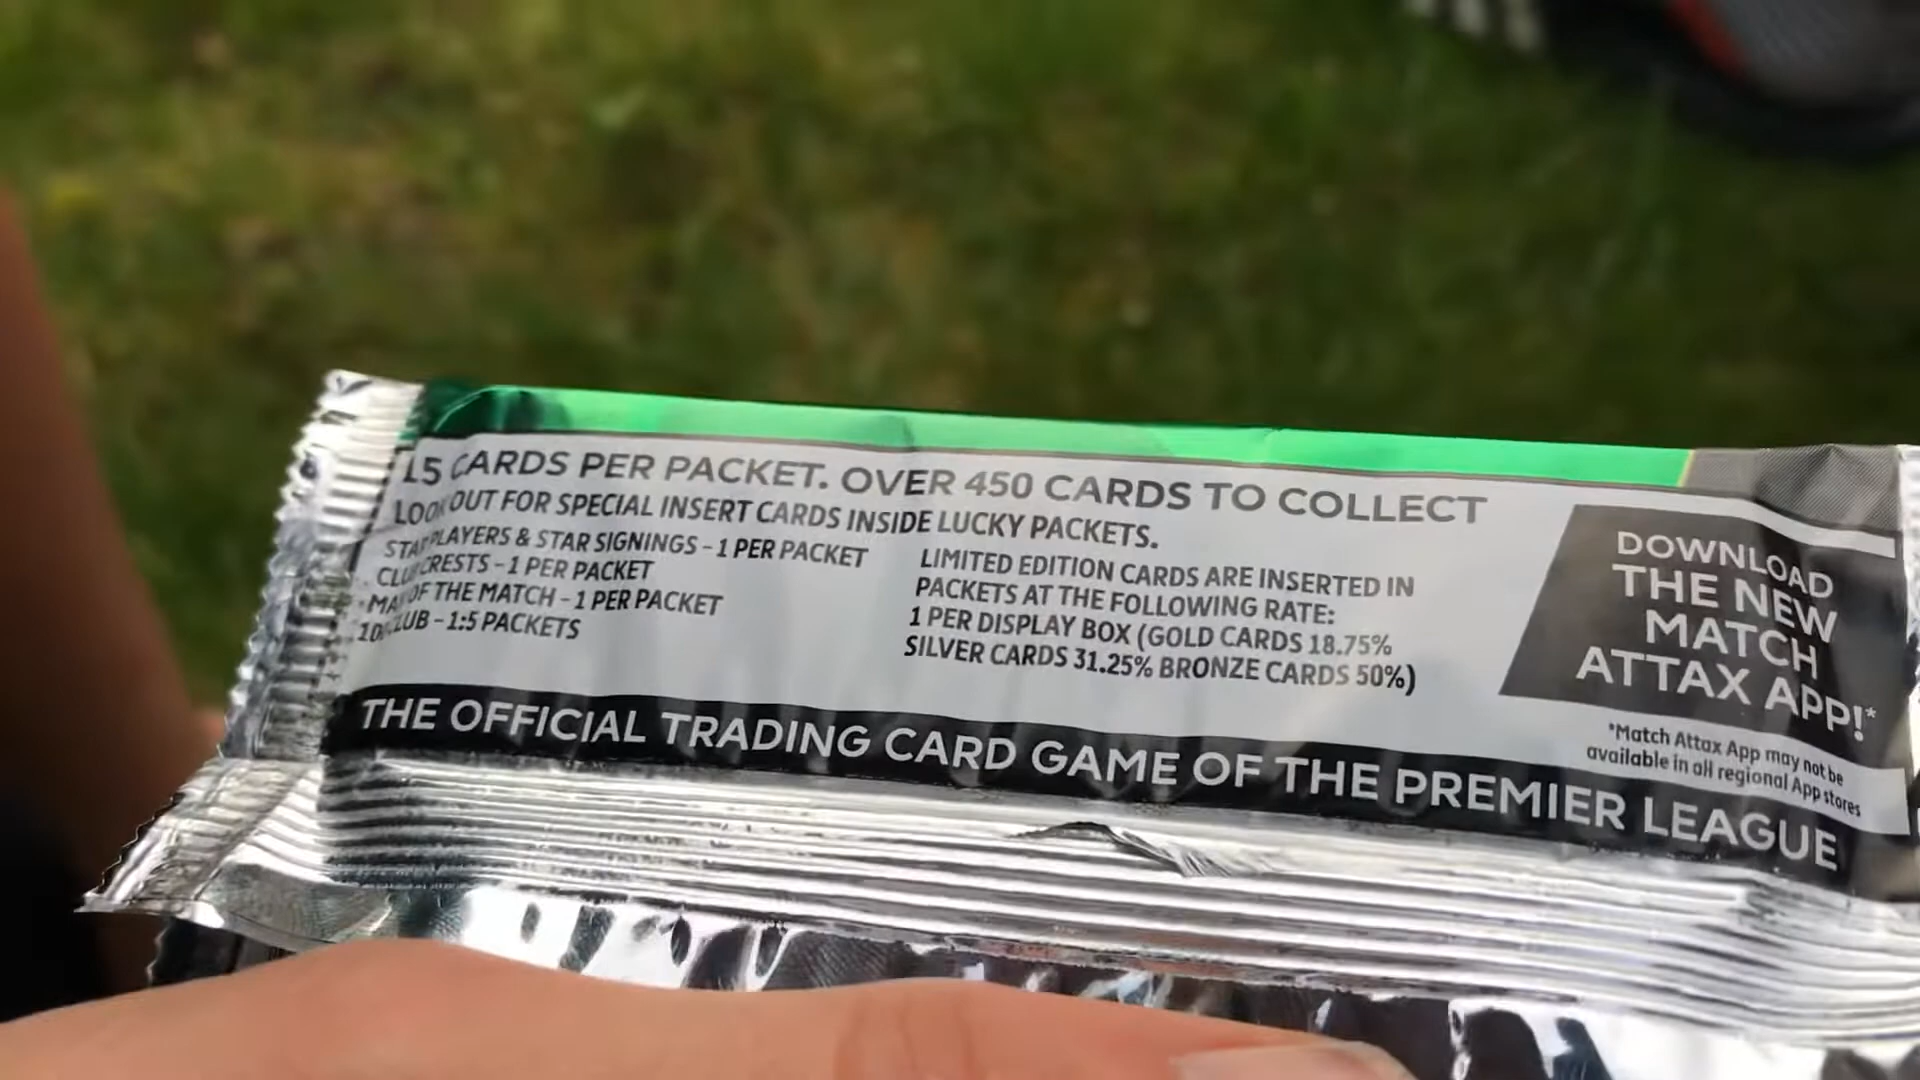 15 CARDS PER PACKET. OVER 450 CARDS TO COLLECT
LOOK OUT FOR SPECIAL INSERT CARDS INSIDE LUCKY PACKETS.
STAR PLAYERS & STAR SIGNINGS - 1 PER PACKET
CLUB CRESTS - 1 PER PACKET
MAN OF THE MATCH - 1 PER PACKET
100 CLUB - 1:5 PACKETS
LIMITED EDITION CARDS ARE INSERTED IN
PACKETS AT THE FOLLOWING RATE:
1 PER DISPLAY BOX (GOLD CARDS 18.75%
SILVER CARDS 31.25% BRONZE CARDS 50%)
DOWNLOAD
THE NEW
MATCH
ATTAX APP!*
*Match Attax App may not be
available in all regional App stores
THE OFFICIAL TRADING CARD GAME OF THE PREMIER LEAGUE